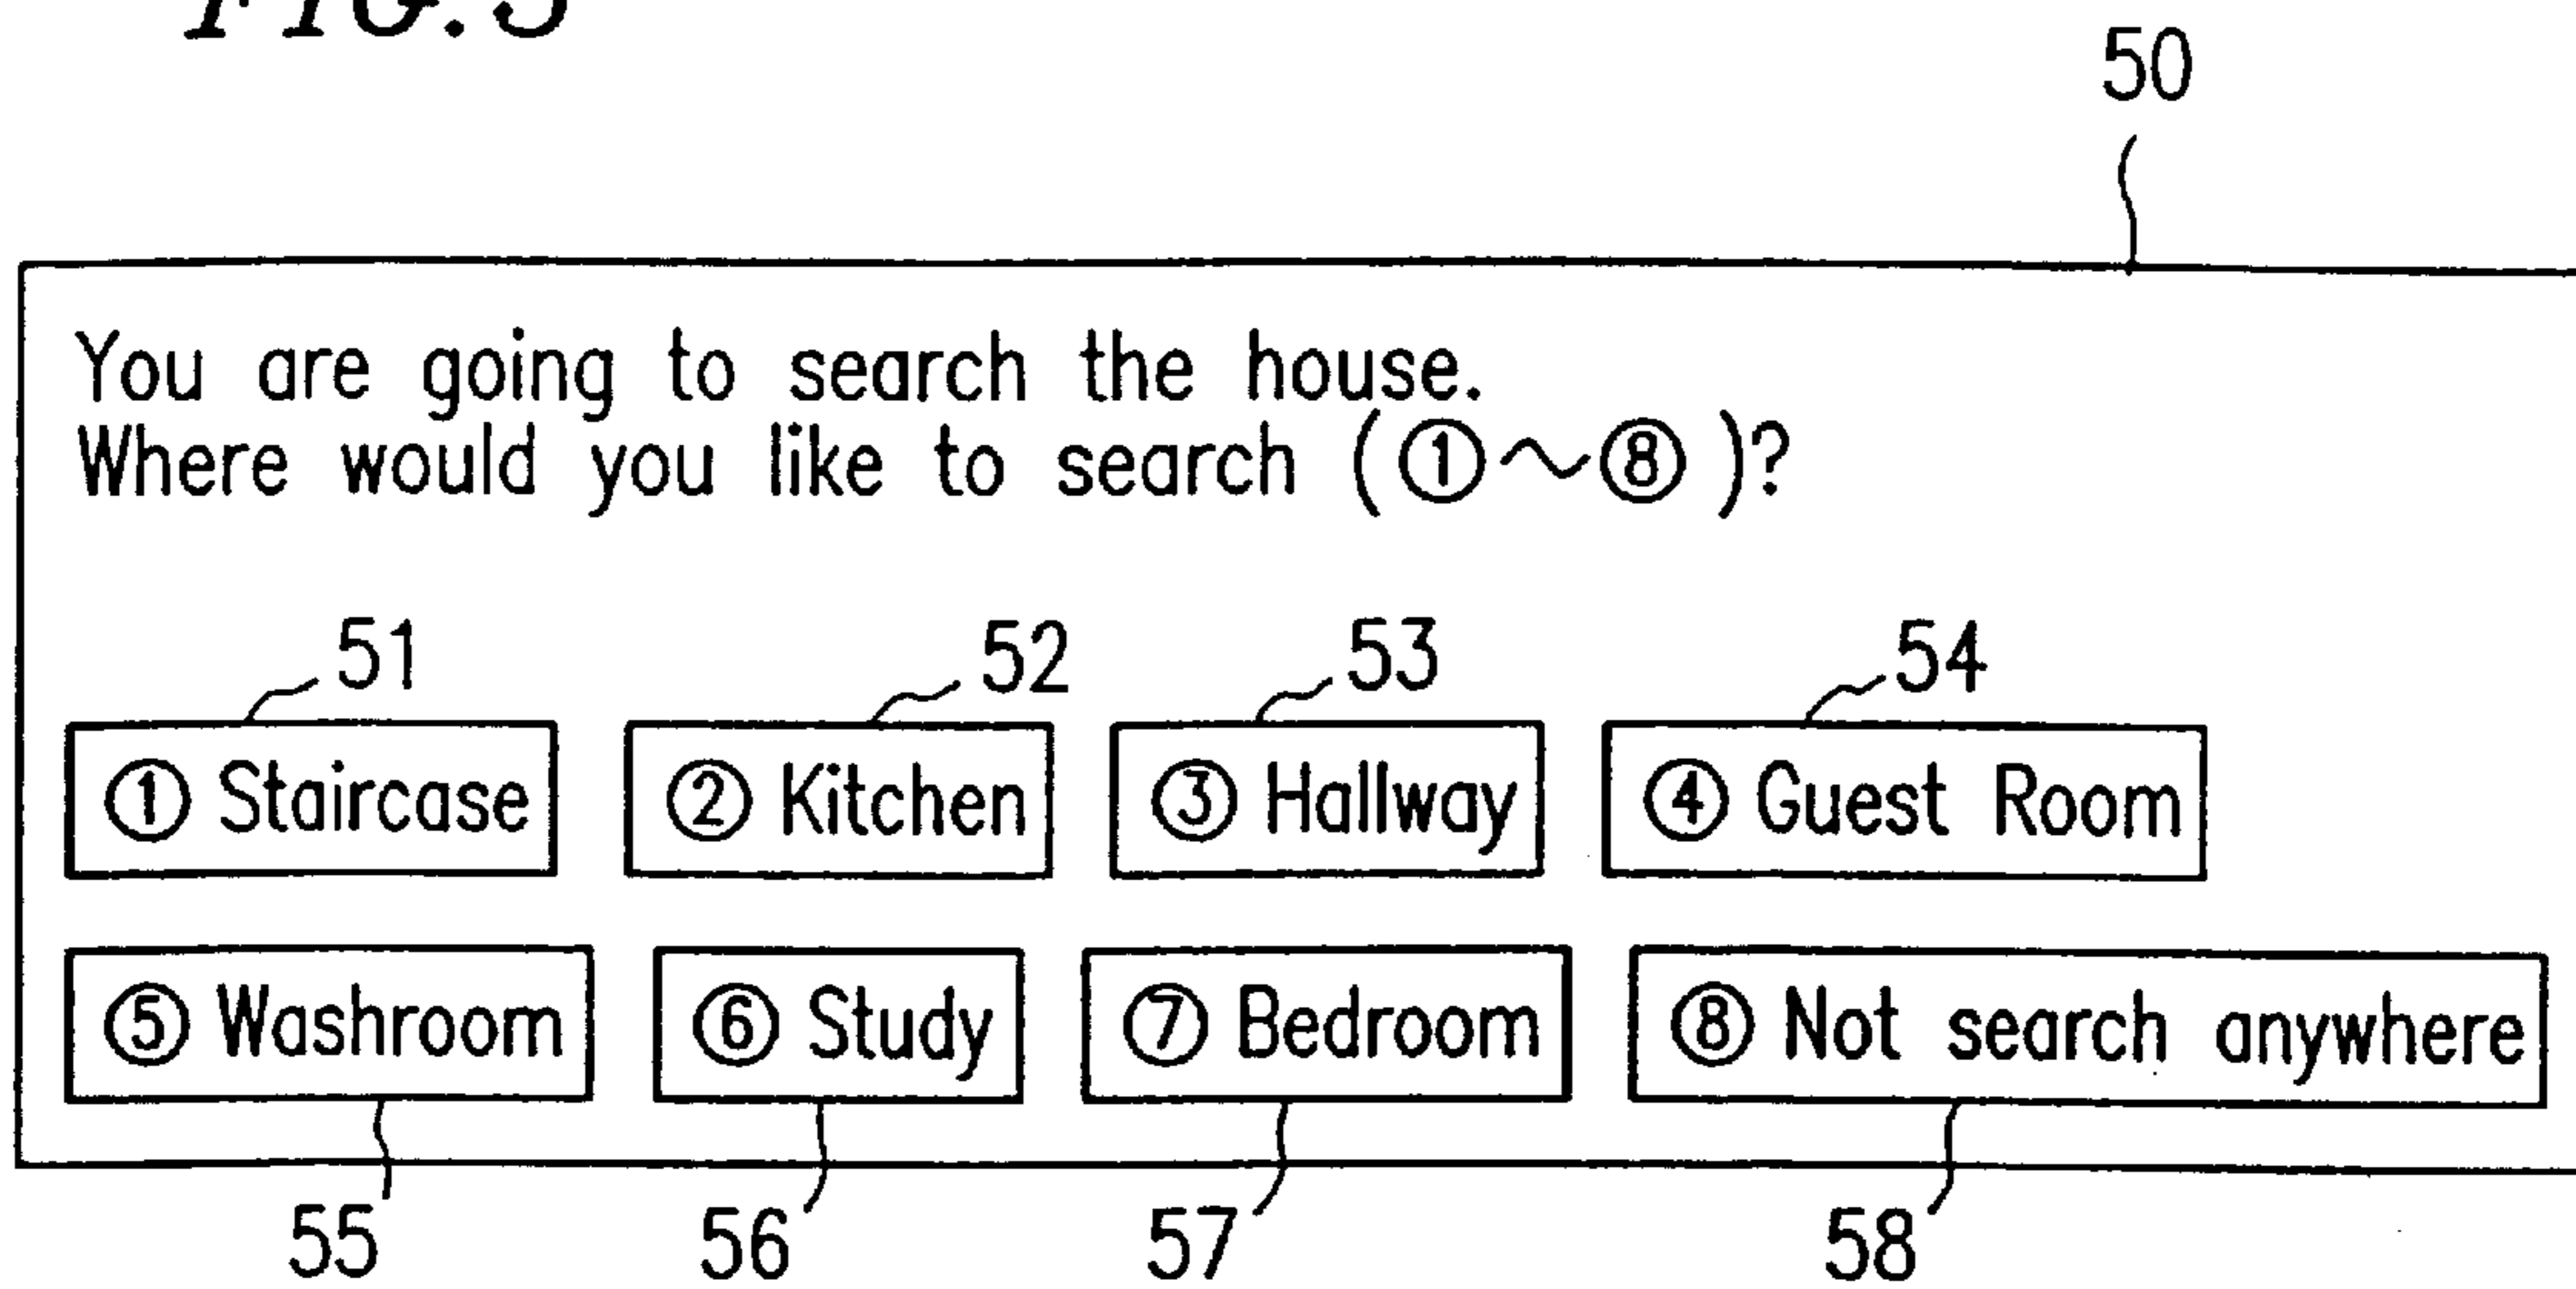 FIG. 5
50
You are going to search the house.
Where would you like to search (①~⑧)?
51 52 53 54
① Staircase ② Kitchen ③ Hallway ④ Guest Room
⑤ Washroom ⑥ Study ⑦ Bedroom ⑧ Not search anywhere
55 56 57 58